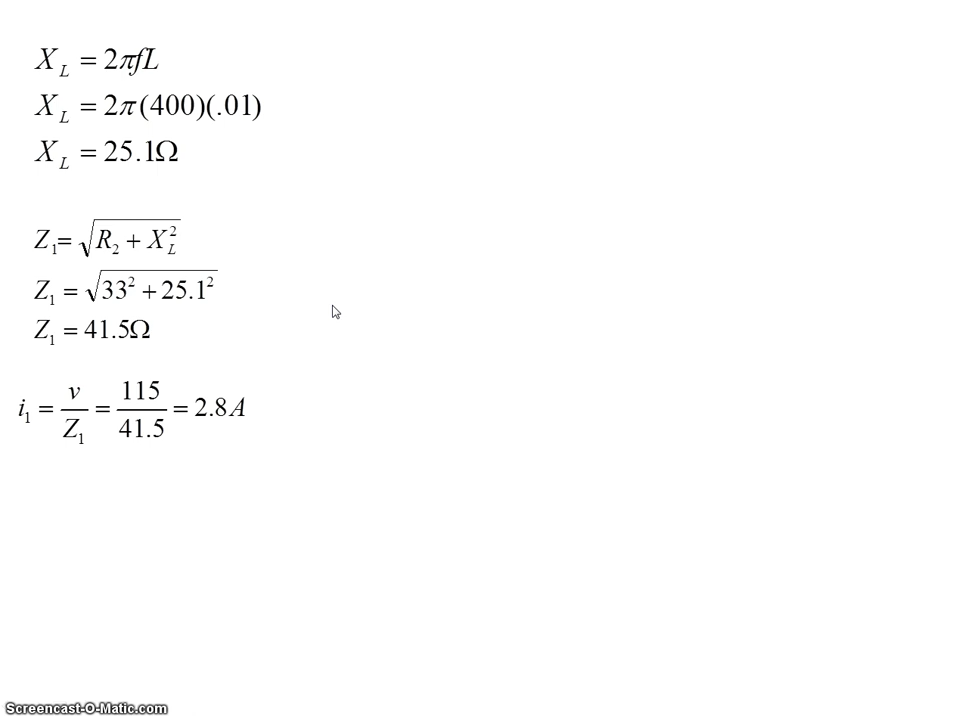 X_L = 2πfL
X_L = 2π(400)(.01)
X_L = 25.1Ω
Z_1= √(R_2 + X_L^2)
Z_1 = √(33^2 + 25.1^2)
Z_1 = 41.5Ω
i_1 = v/Z_1 = 115/41.5 = 2.8A
Screencast-O-Matic.com